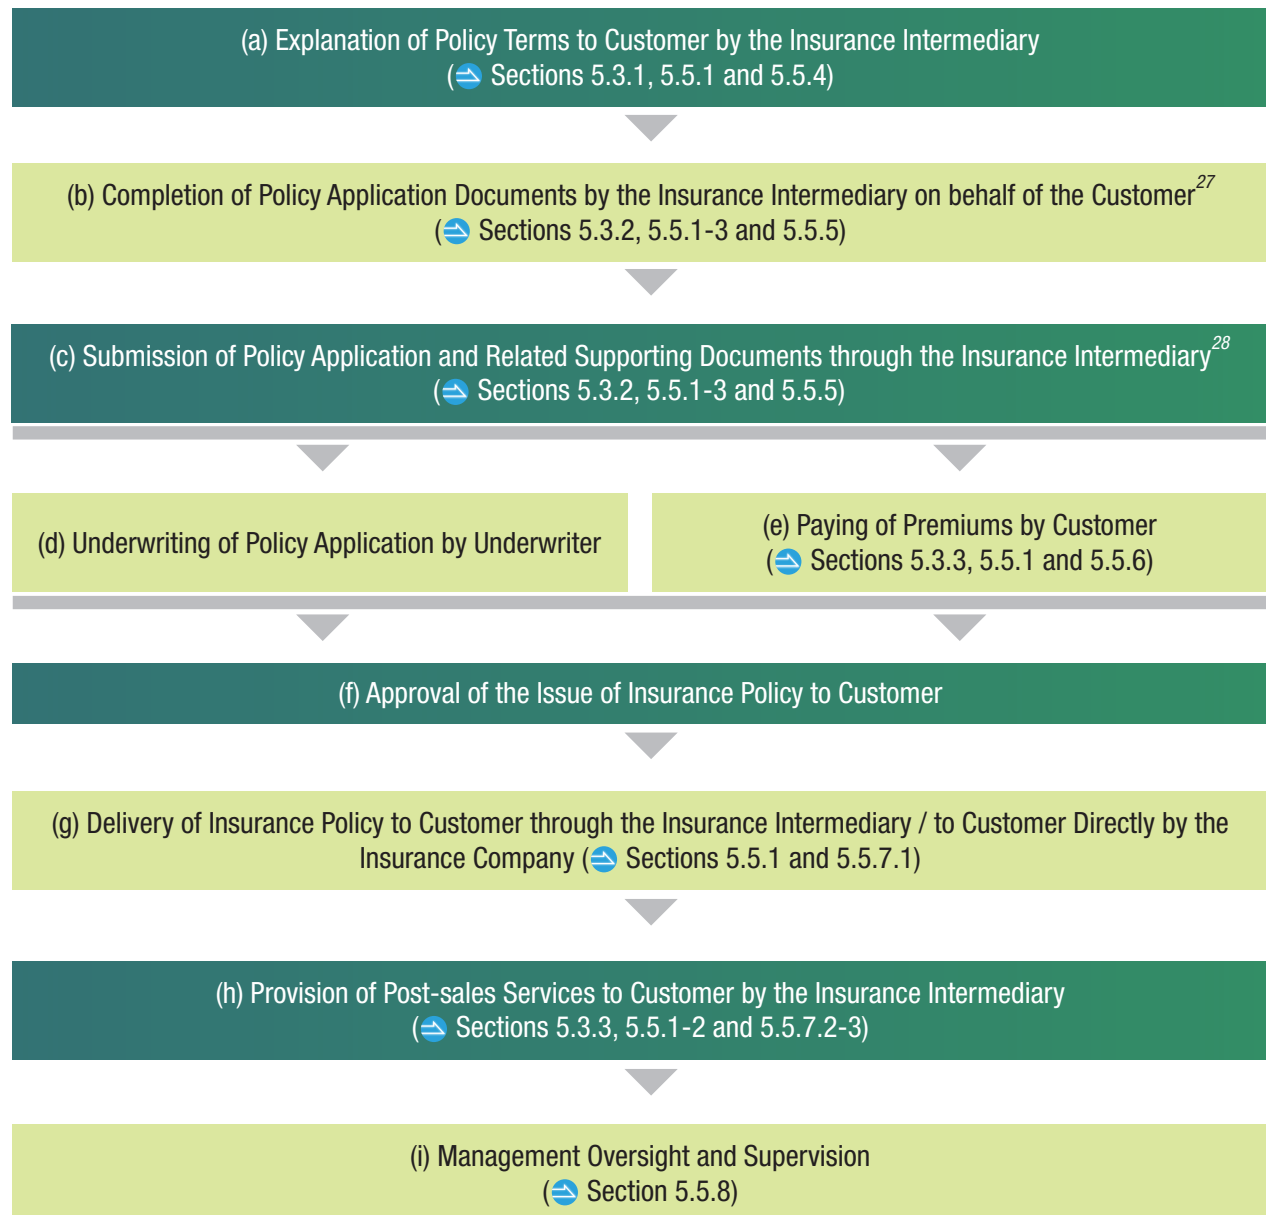 (a) Explanation of Policy Terms to Customer by the Insurance Intermediary
( Sections 5.3.1, 5.5.1 and 5.5.4)
(b) Completion of Policy Application Documents by the Insurance Intermediary on behalf of the Customer27
( Sections 5.3.2, 5.5.1-3 and 5.5.5)
(c) Submission of Policy Application and Related Supporting Documents through the Insurance Intermediary28
( Sections 5.3.2, 5.5.1-3 and 5.5.5)
(d) Underwriting of Policy Application by Underwriter
(e) Paying of Premiums by Customer
( Sections 5.3.3, 5.5.1 and 5.5.6)
(f) Approval of the Issue of Insurance Policy to Customer
(g) Delivery of Insurance Policy to Customer through the Insurance Intermediary / to Customer Directly by the
Insurance Company ( Sections 5.5.1 and 5.5.7.1)
(h) Provision of Post-sales Services to Customer by the Insurance Intermediary
( Sections 5.3.3, 5.5.1-2 and 5.5.7.2-3)
(i) Management Oversight and Supervision
( Section 5.5.8)